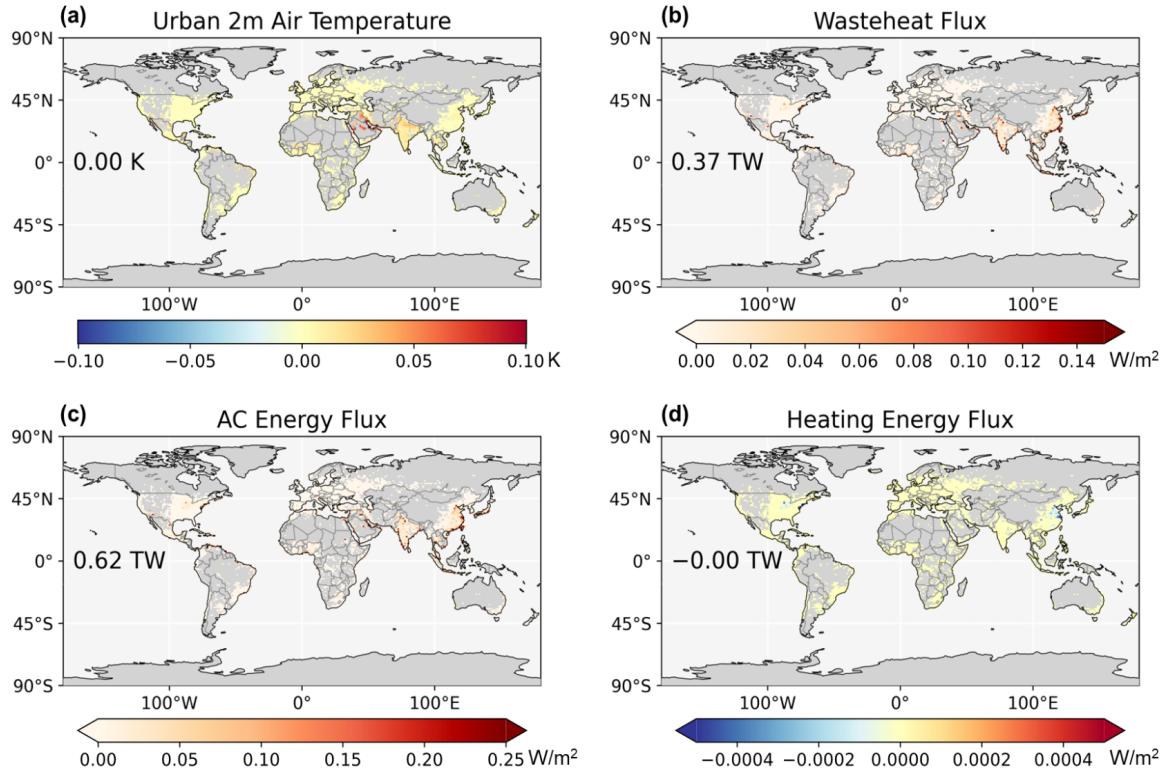 (a) Urban 2m Air Temperature
90°N
45°N
0°
45°S
90°S
0.00 K
100°W 0° 100°E
−0.10 −0.05 0.00 0.05 0.10 K
(b) Wasteheat Flux
90°N
45°N
0°
45°S
90°S
0.37 TW
100°W 0° 100°E
0.00 0.02 0.04 0.06 0.08 0.10 0.12 0.14 W/m²
(c) AC Energy Flux
90°N
45°N
0°
45°S
90°S
0.62 TW
100°W 0° 100°E
0.00 0.05 0.10 0.15 0.20 0.25 W/m²
(d) Heating Energy Flux
90°N
45°N
0°
45°S
90°S
−0.00 TW
100°W 0° 100°E
−0.0004 −0.0002 0.0000 0.0002 0.0004 W/m²